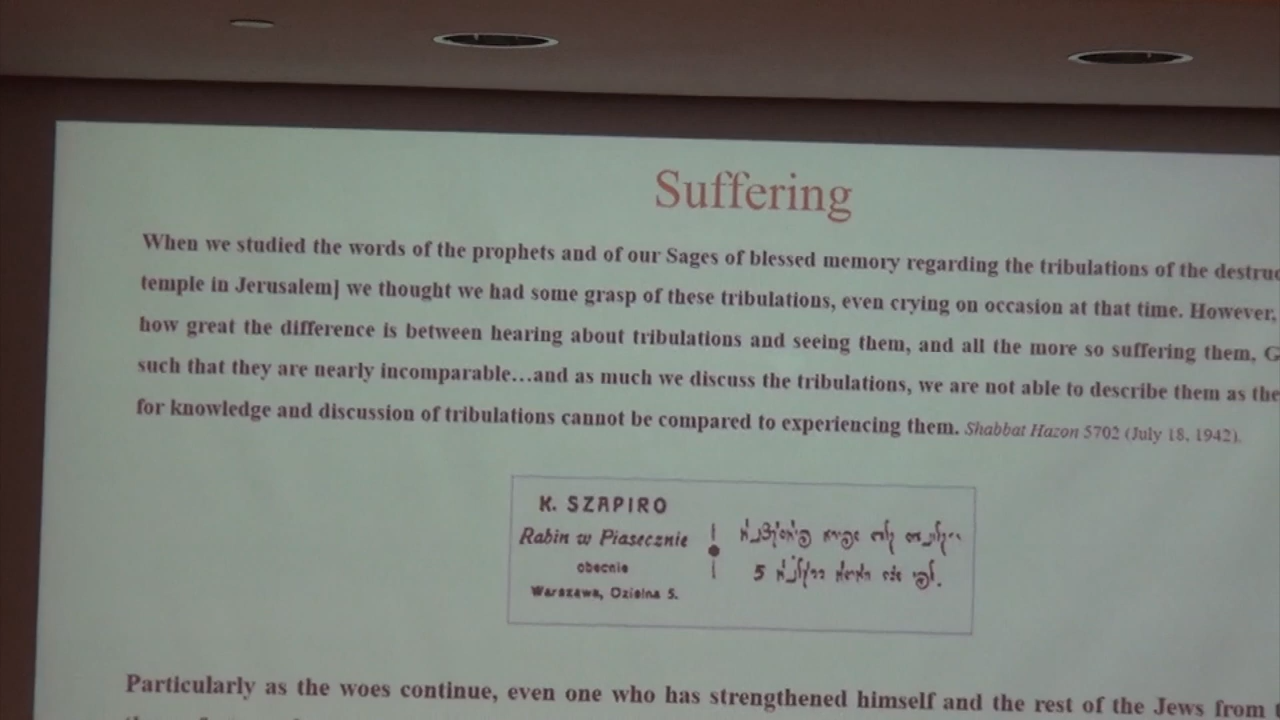 Suffering
When we studied the words of the prophets and of our Sages of blessed memory regarding the tribulations of the destruc
temple in Jerusalem] we thought we had some grasp of these tribulations, even crying on occasion at that time. However,
how great the difference is between hearing about tribulations and seeing them, and all the more so suffering them, G
such that they are nearly incomparable…and as much we discuss the tribulations, we are not able to describe them as the
for knowledge and discussion of tribulations cannot be compared to experiencing them. Shabbat Hazon 5702 (July 18, 1942).
K. SZAPIRO
Rabin w Piasecznie
obecnie
Warszawa, Dzielna 5.
5
Particularly as the woes continue, even one who has strengthened himself and the rest of the Jews from